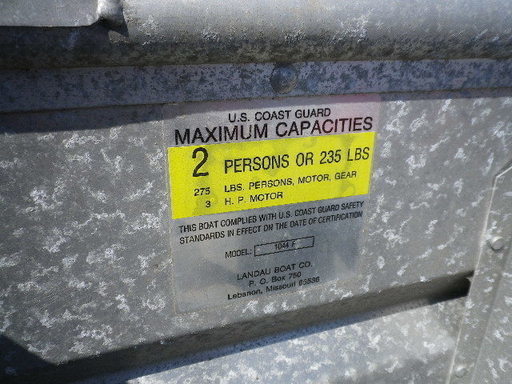 U.S. COAST GUARD
MAXIMUM CAPACITIES
2 PERSONS OR 235 LBS
275 LBS. PERSONS, MOTOR, GEAR
3 H. P. MOTOR
THIS BOAT COMPLIES WITH U.S. COAST GUARD SAFETY
STANDARDS IN EFFECT ON THE DATE OF CERTIFICATION
MODEL: 1044 F
LANDAU BOAT CO.
P. O. Box 750
Lebanon, Missouri 65536